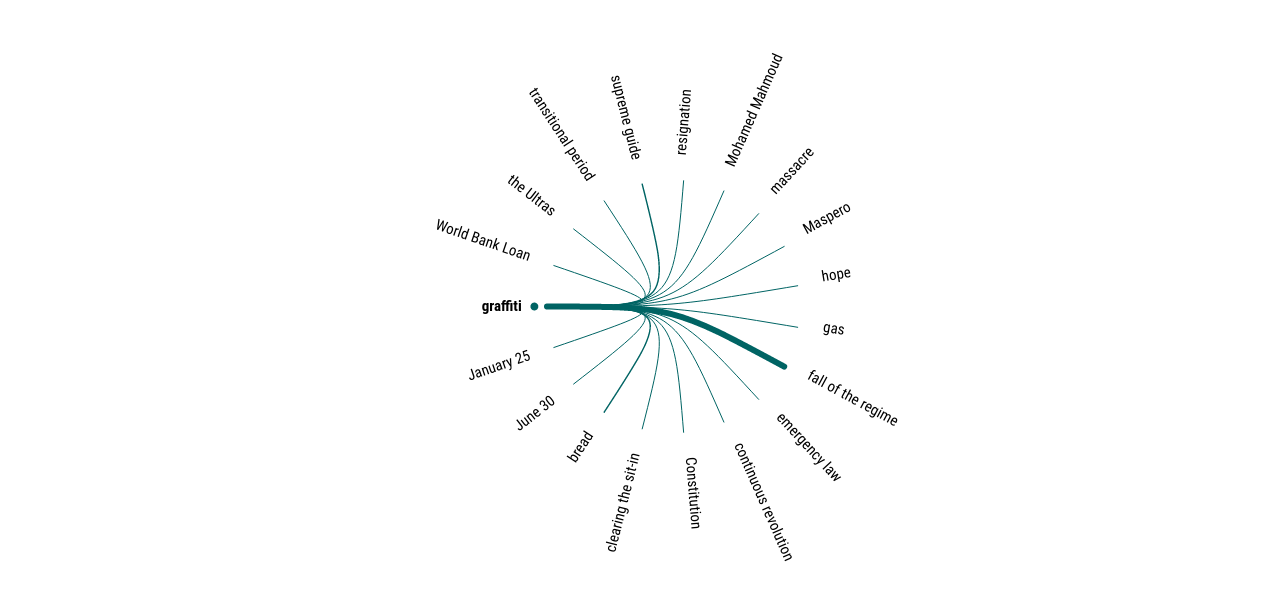 graffiti
World Bank Loan
the Ultras
transitional period
supreme guide
resignation
Mohamed Mahmoud
massacre
Maspero
hope
gas
fall of the regime
emergency law
continuous revolution
Constitution
clearing the sit-in
bread
June 30
January 25